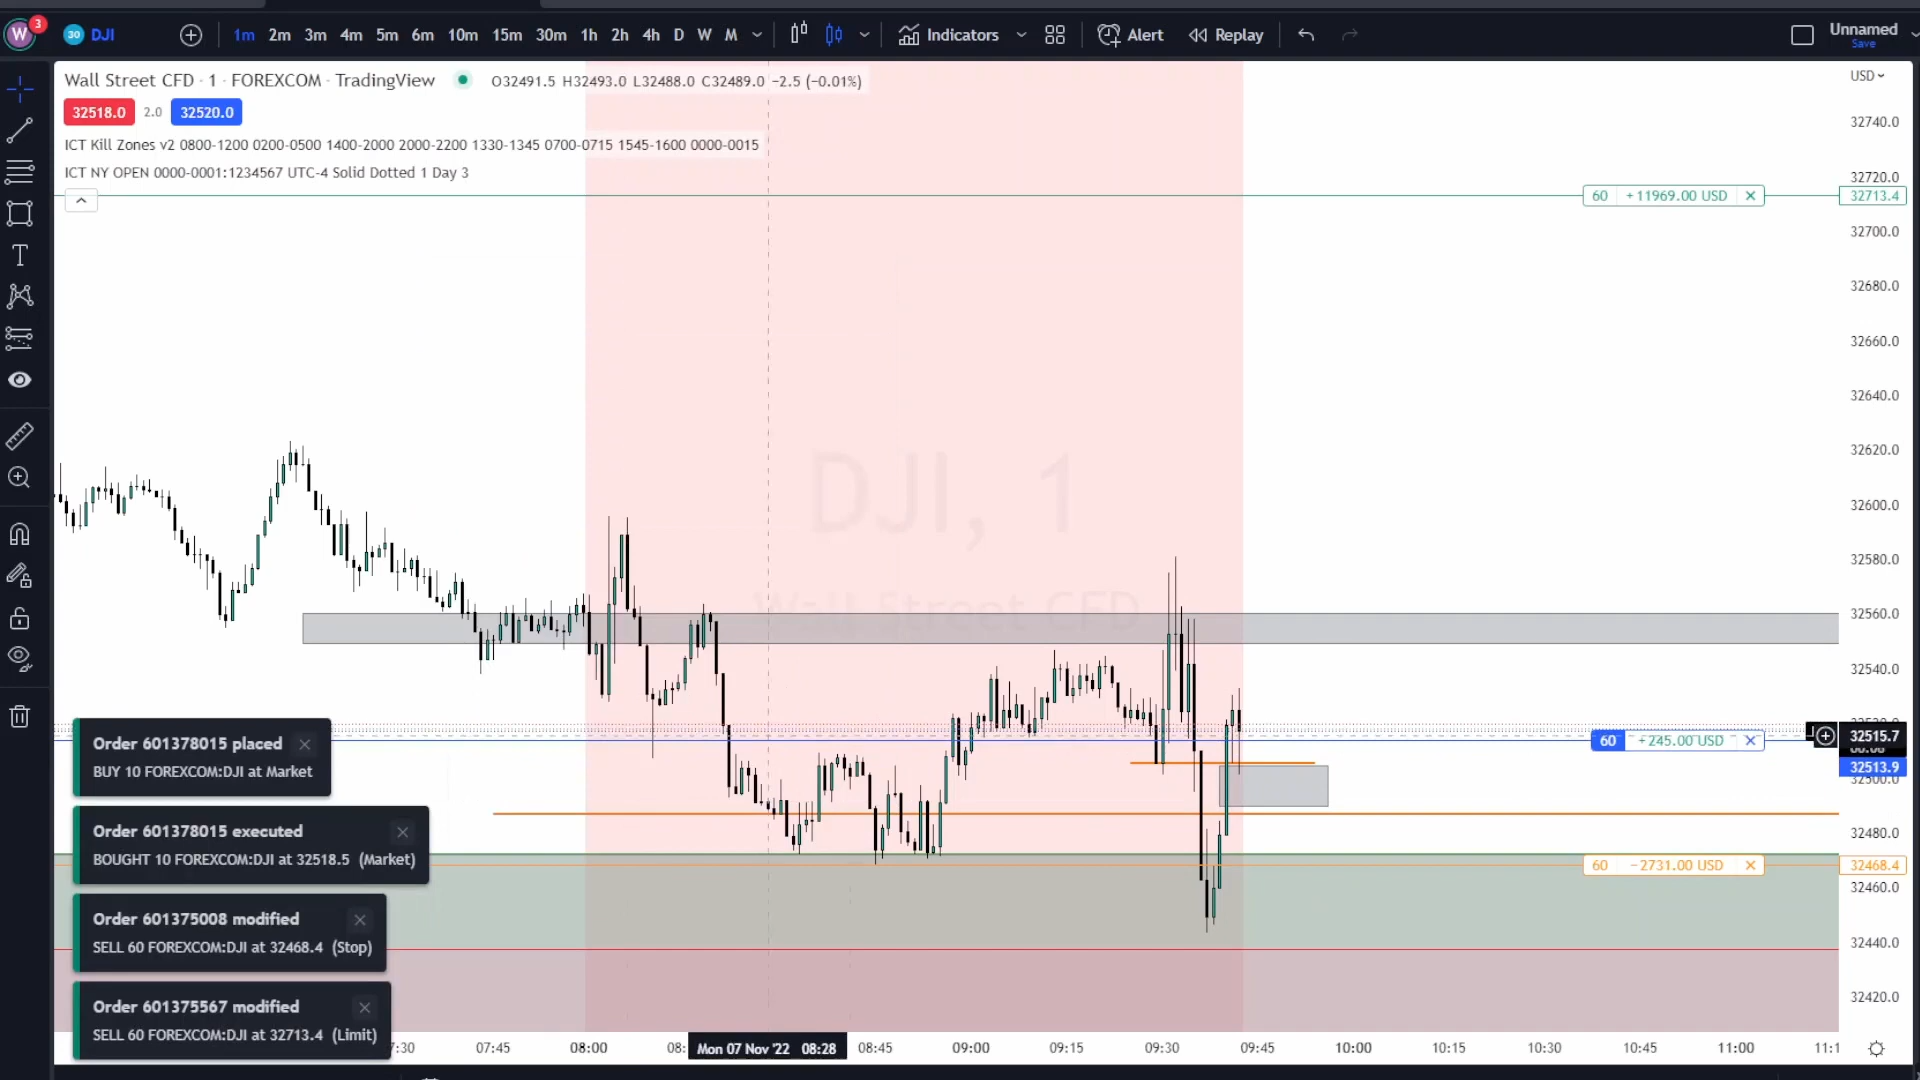 W 3 30 DJI 1m 2m 3m 4m 5m 6m 10m 15m 30m 1h 2h 4h D W M Indicators Alert Replay Unnamed
Save
Wall Street CFD · 1 · FOREXCOM · TradingView O32491.5 H32493.0 L32488.0 C32489.0 −2.5 (−0.01%)
USD
32518.0 2.0 32520.0
ICT Kill Zones v2 0800-1200 0200-0500 1400-2000 2000-2200 1330-1345 0700-0715 1545-1600 0000-0015
ICT NY OPEN 0000-0001:1234567 UTC-4 Solid Dotted 1 Day 3
T
DJI, 1
Wall Street CFD
32740.0
32720.0
60 +11969.00 USD 32713.4
32700.0
32680.0
32660.0
32640.0
32620.0
32600.0
32580.0
32560.0
32540.0
32515.7
60 +245.00 USD
32513.9
32500.0
32480.0
60 −2731.00 USD 32468.4
32460.0
32440.0
32420.0
Order 601378015 placed
BUY 10 FOREXCOM:DJI at Market
Order 601378015 executed
BOUGHT 10 FOREXCOM:DJI at 32518.5 (Market)
Order 601375008 modified
SELL 60 FOREXCOM:DJI at 32468.4 (Stop)
Order 601375567 modified
SELL 60 FOREXCOM:DJI at 32713.4 (Limit)
:30 07:45 08:00 08: Mon 07 Nov '22 08:28 08:45 09:00 09:15 09:30 09:45 10:00 10:15 10:30 10:45 11:00 11:1